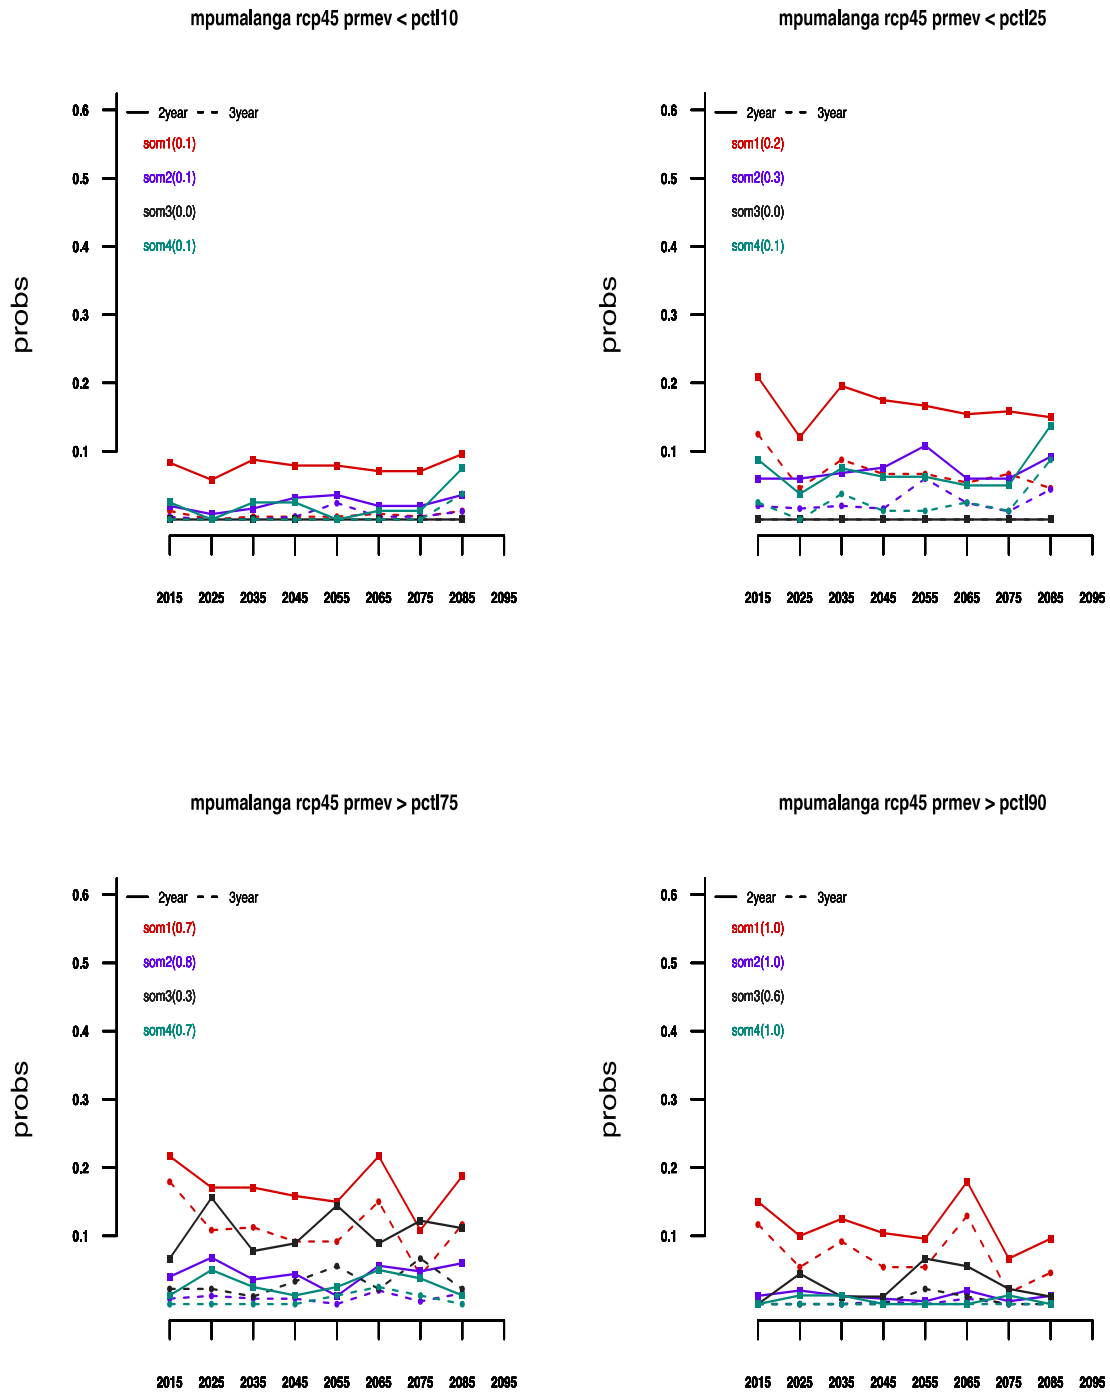 mpumalanga rcp45 prmev < pctl10
0.6
2year
3year
som1(0.1)
0.5
som2(0.1)
som3(0.0)
0.4
som4(0.1)
0.3
probs
0.2
0.1
2015 2025 2035 2045 2055 2065 2075 2085 2095
mpumalanga rcp45 prmev < pctl25
0.6
2year
3year
som1(0.2)
0.5
som2(0.3)
som3(0.0)
0.4
som4(0.1)
0.3
probs
0.2
0.1
2015 2025 2035 2045 2055 2065 2075 2085 2095
mpumalanga rcp45 prmev > pctl75
0.6
2year
3year
som1(0.7)
0.5
som2(0.8)
som3(0.3)
0.4
som4(0.7)
0.3
probs
0.2
0.1
2015 2025 2035 2045 2055 2065 2075 2085 2095
mpumalanga rcp45 prmev > pctl90
0.6
2year
3year
som1(1.0)
0.5
som2(1.0)
som3(0.6)
0.4
som4(1.0)
0.3
probs
0.2
0.1
2015 2025 2035 2045 2055 2065 2075 2085 2095